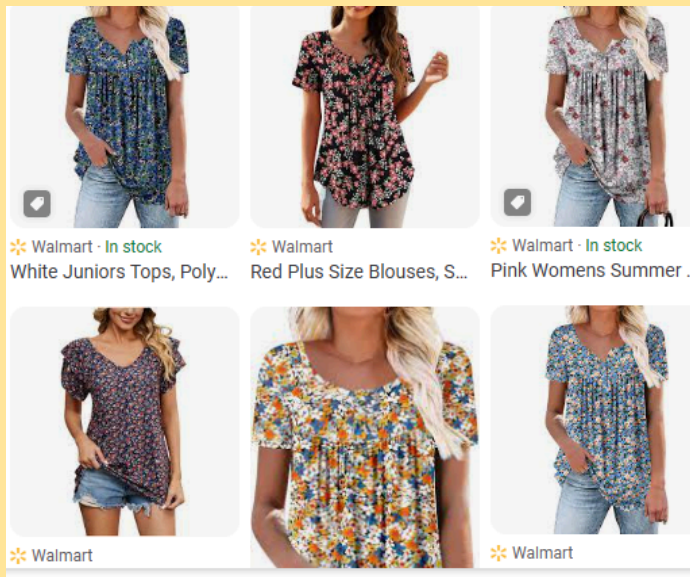 Walmart · In stock
White Juniors Tops, Poly...
Walmart
Red Plus Size Blouses, S...
Walmart · In stock
Pink Womens Summer .
Walmart
Walmart